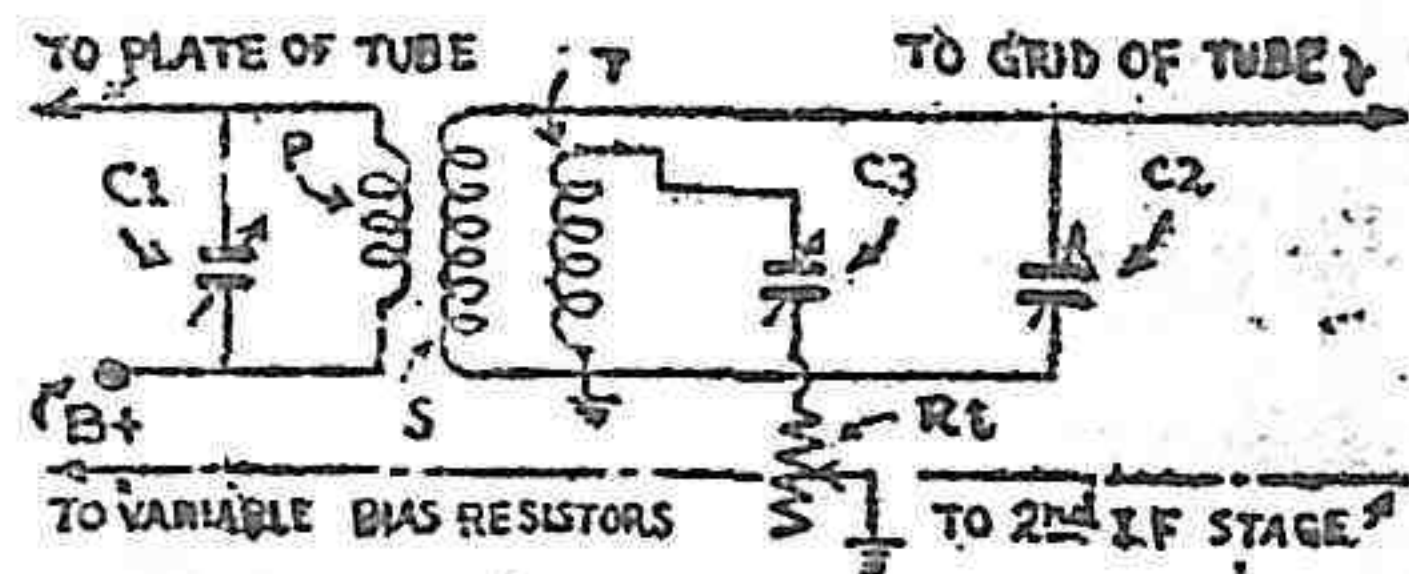 TO PLATE OF TUBE
T
TO GRID OF TUBE
C1
P
C3
C2
B+
S
Rt
TO VARIABLE BIAS RESISTORS
TO 2nd I.F STAGE